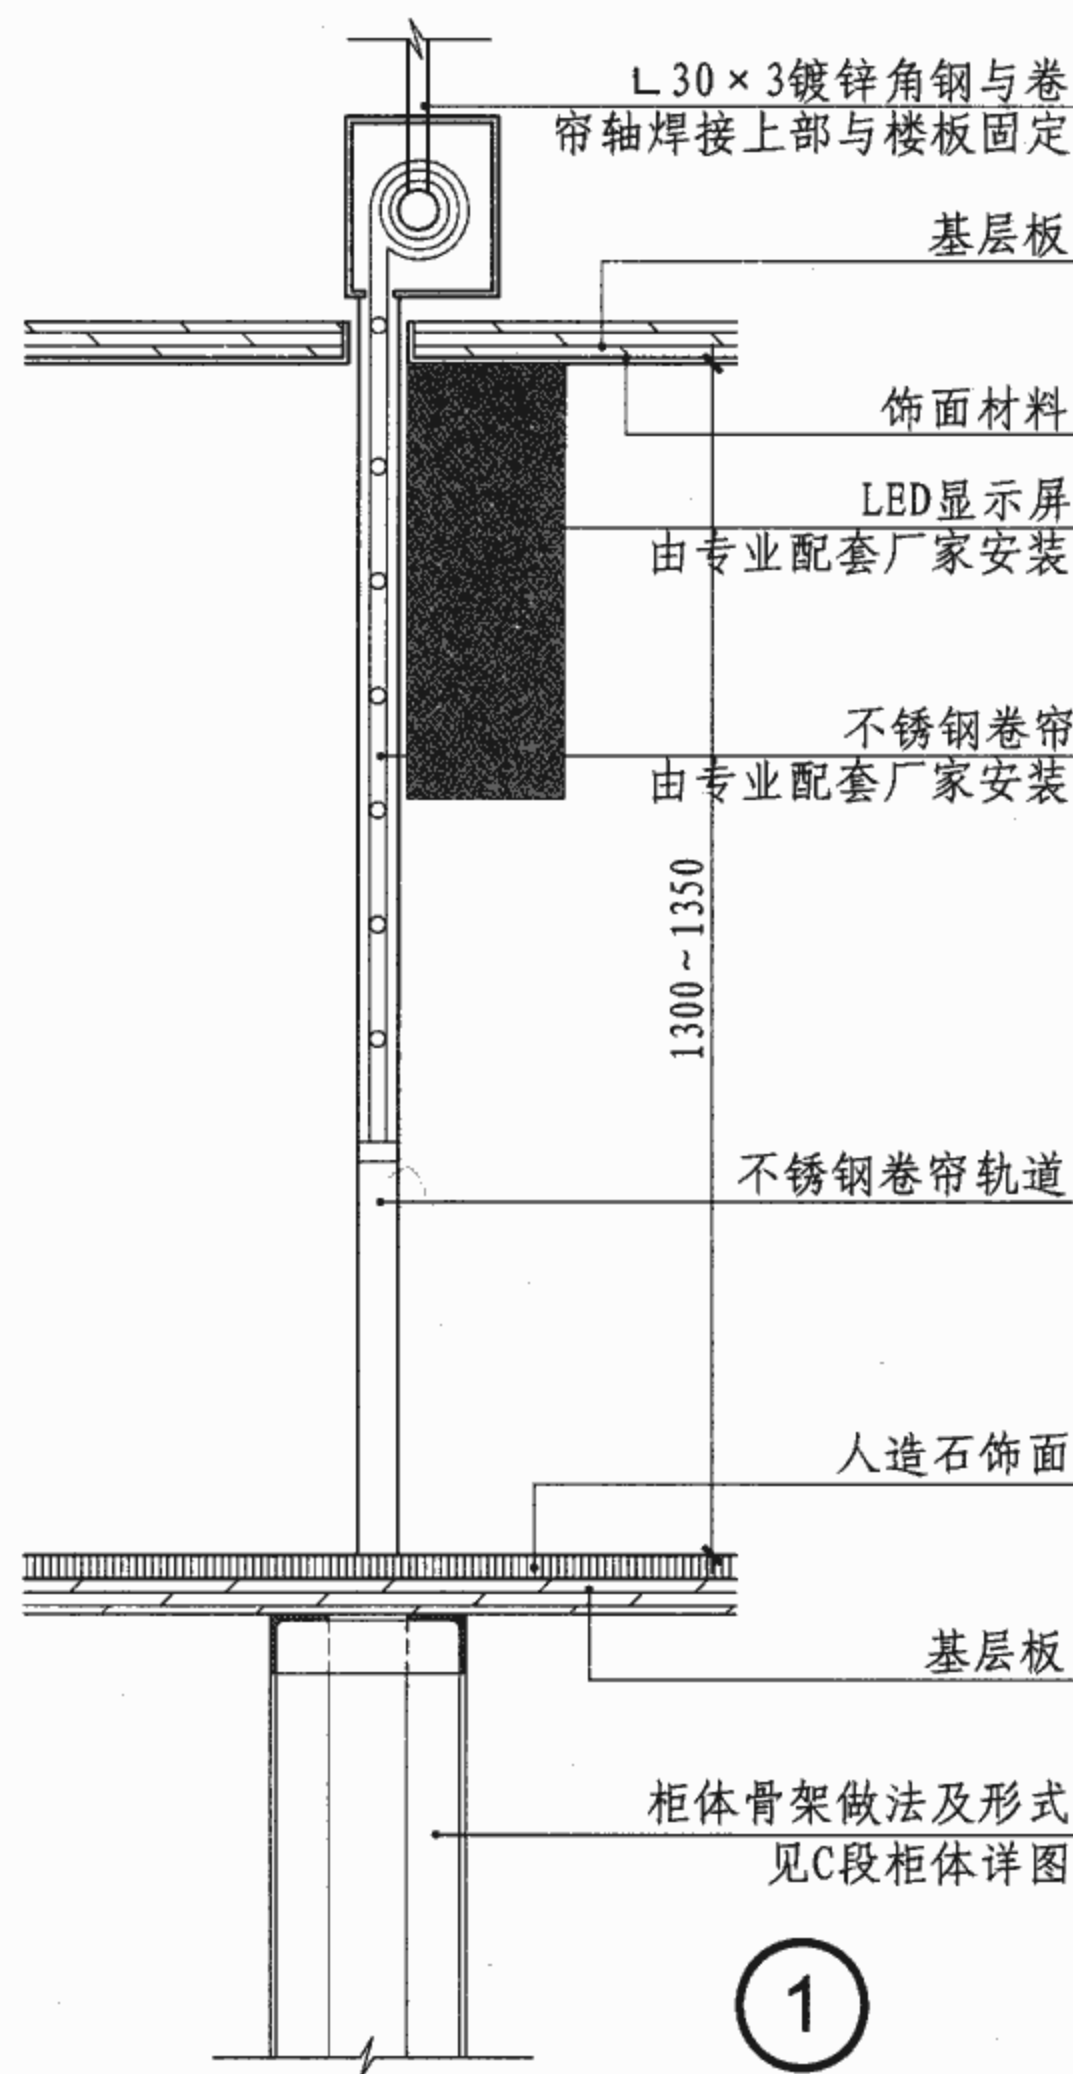 ∟30×3镀锌角钢与卷
帘轴焊接上部与楼板固定
基层板
饰面材料
LED显示屏
由专业配套厂家安装
不锈钢卷帘
由专业配套厂家安装
1300~1350
不锈钢卷帘轨道
人造石饰面
基层板
柜体骨架做法及形式
见C段柜体详图
1